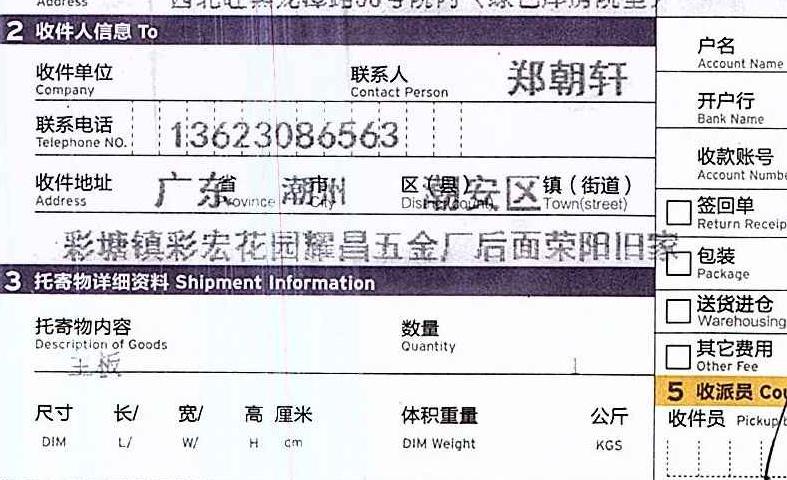 Address
2 收件人信息 To
收件单位 联系人 郑朝轩
Company Contact Person
联系电话 13623086563
Telephone NO.
收件地址 广东省 潮州市 区(县) 潮安区 镇(街道)
Address Province City District(county) Town(street)
彩塘镇彩宏花园耀昌五金厂后面荣阳旧家
3 托寄物详细资料 Shipment Information
托寄物内容 数量
Description of Goods Quantity
主板 1
尺寸 长/ 宽/ 高 厘米 体积重量 公斤
DIM L/ W/ H cm DIM Weight KGS
户名
Account Name
开户行
Bank Name
收款账号
Account Numbe
签回单
Return Receip
包装
Package
送货进仓
Warehousing
其它费用
Other Fee
5 收派员 Cou
收件员 Pickup b